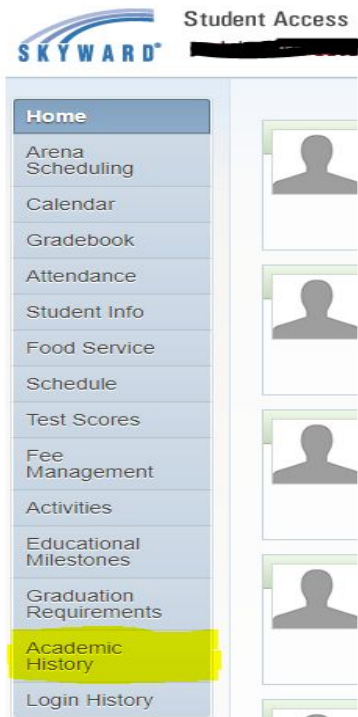 Student Access
SKYWARD®
Home
Arena
Scheduling
Calendar
Gradebook
Attendance
Student Info
Food Service
Schedule
Test Scores
Fee
Management
Activities
Educational
Milestones
Graduation
Requirements
Academic
History
Login History